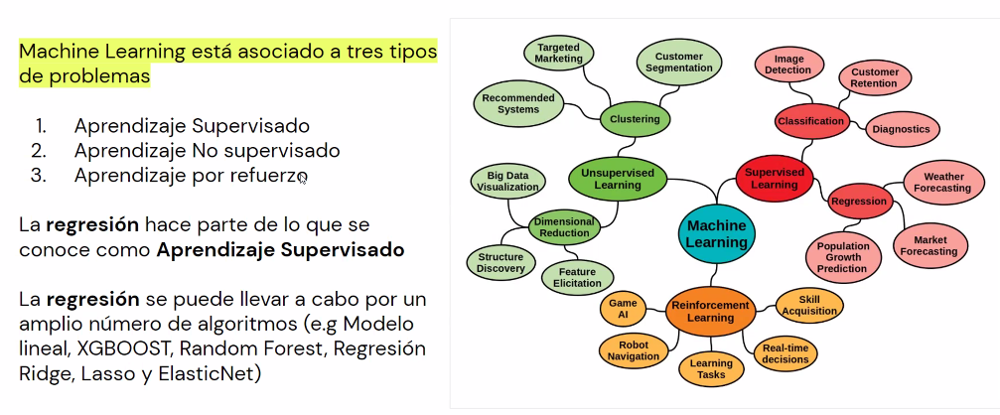 Machine Learning está asociado a tres tipos
de problemas
1. Aprendizaje Supervisado
2. Aprendizaje No supervisado
3. Aprendizaje por refuerzo
La regresión hace parte de lo que se
conoce como Aprendizaje Supervisado
La regresión se puede llevar a cabo por un
amplio número de algoritmos (e.g Modelo
lineal, XGBOOST, Random Forest, Regresión
Ridge, Lasso y ElasticNet)
Targeted
Marketing
Customer
Segmentation
Recommended
Systems
Clustering
Unsupervised
Learning
Big Data
Visualization
Dimensional
Reduction
Structure
Discovery
Feature
Elicitation
Machine
Learning
Image
Detection
Customer
Retention
Classification
Diagnostics
Supervised
Learning
Weather
Forecasting
Regression
Population
Growth
Prediction
Market
Forecasting
Reinforcement
Learning
Game
AI
Skill
Acquisition
Robot
Navigation
Learning
Tasks
Real-time
decisions